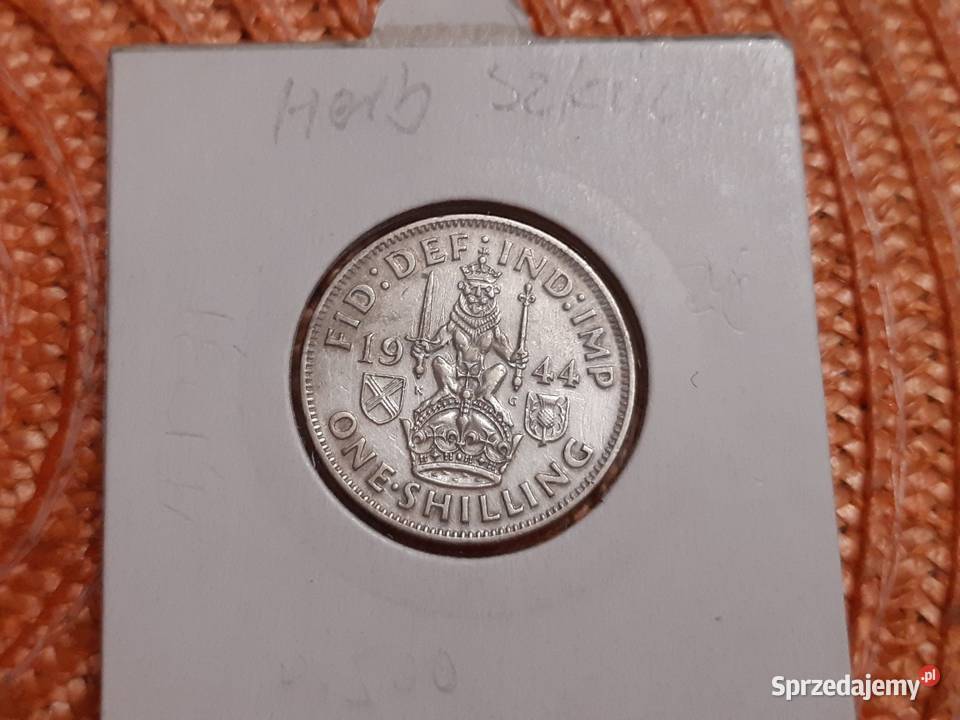 Herb
FID·DEF:IND:IMP
19 44
K G
ONE·SHILLING
Sprzedajemy.pl